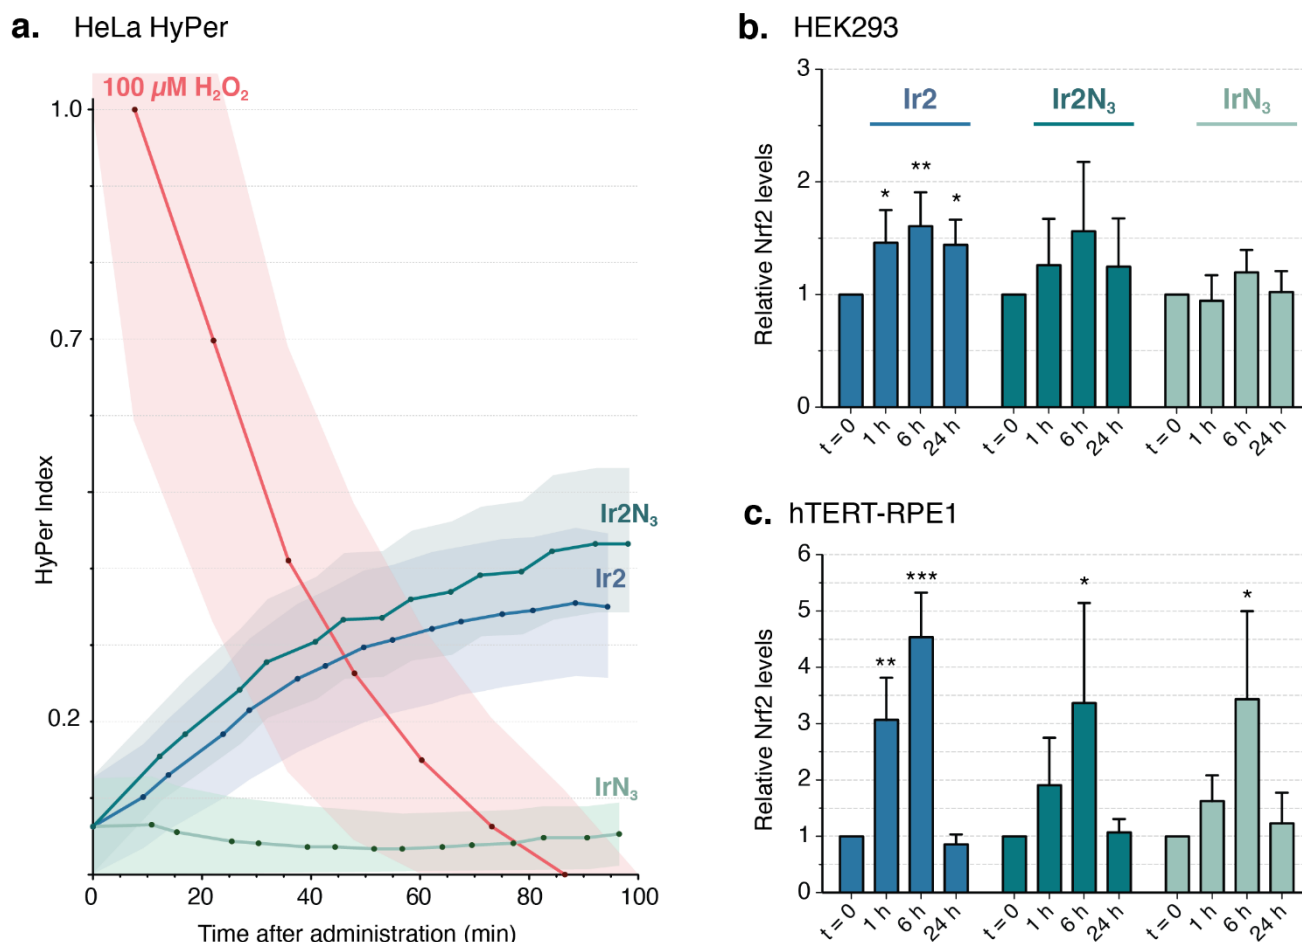 a. HeLa HyPer
100 µM H₂O₂
1.0
0.7
0.2
HyPer Index
Ir2N₃
Ir2
IrN₃
0 20 40 60 80 100
Time after administration (min)
b. HEK293
Ir2 Ir2N₃ IrN₃
3
2
1
0
Relative Nrf2 levels
* ** *
t = 0 1 h 6 h 24 h t = 0 1 h 6 h 24 h t = 0 1 h 6 h 24 h
c. hTERT-RPE1
6
5
4
3
2
1
0
Relative Nrf2 levels
** *** * *
t = 0 1 h 6 h 24 h t = 0 1 h 6 h 24 h t = 0 1 h 6 h 24 h